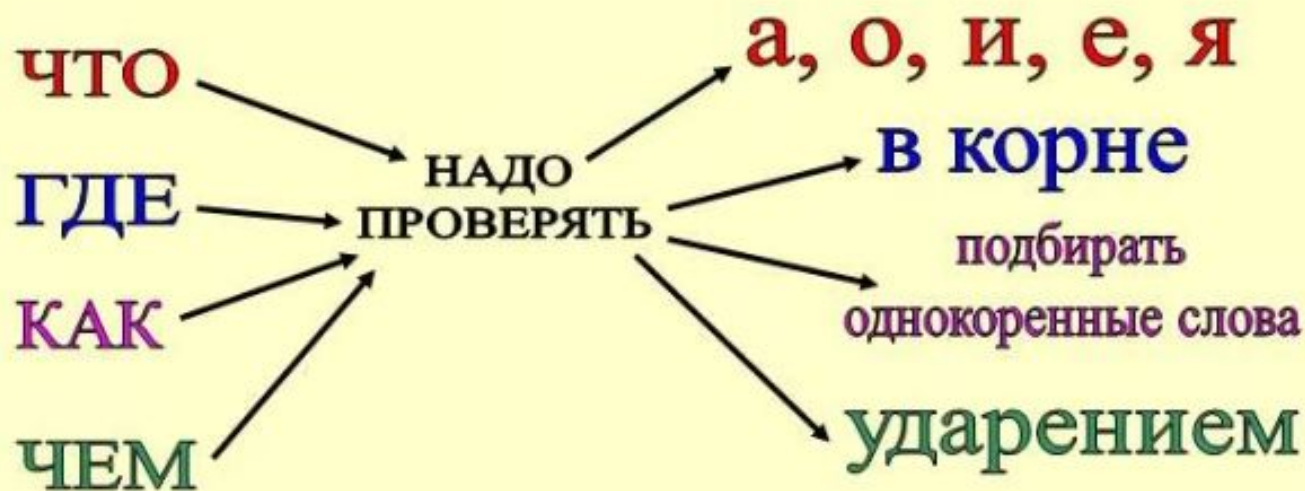 ЧТО
ГДЕ
КАК
ЧЕМ
НАДО
ПРОВЕРЯТЬ
а, о, и, е, я
в корне
подбирать
однокоренные слова
ударением